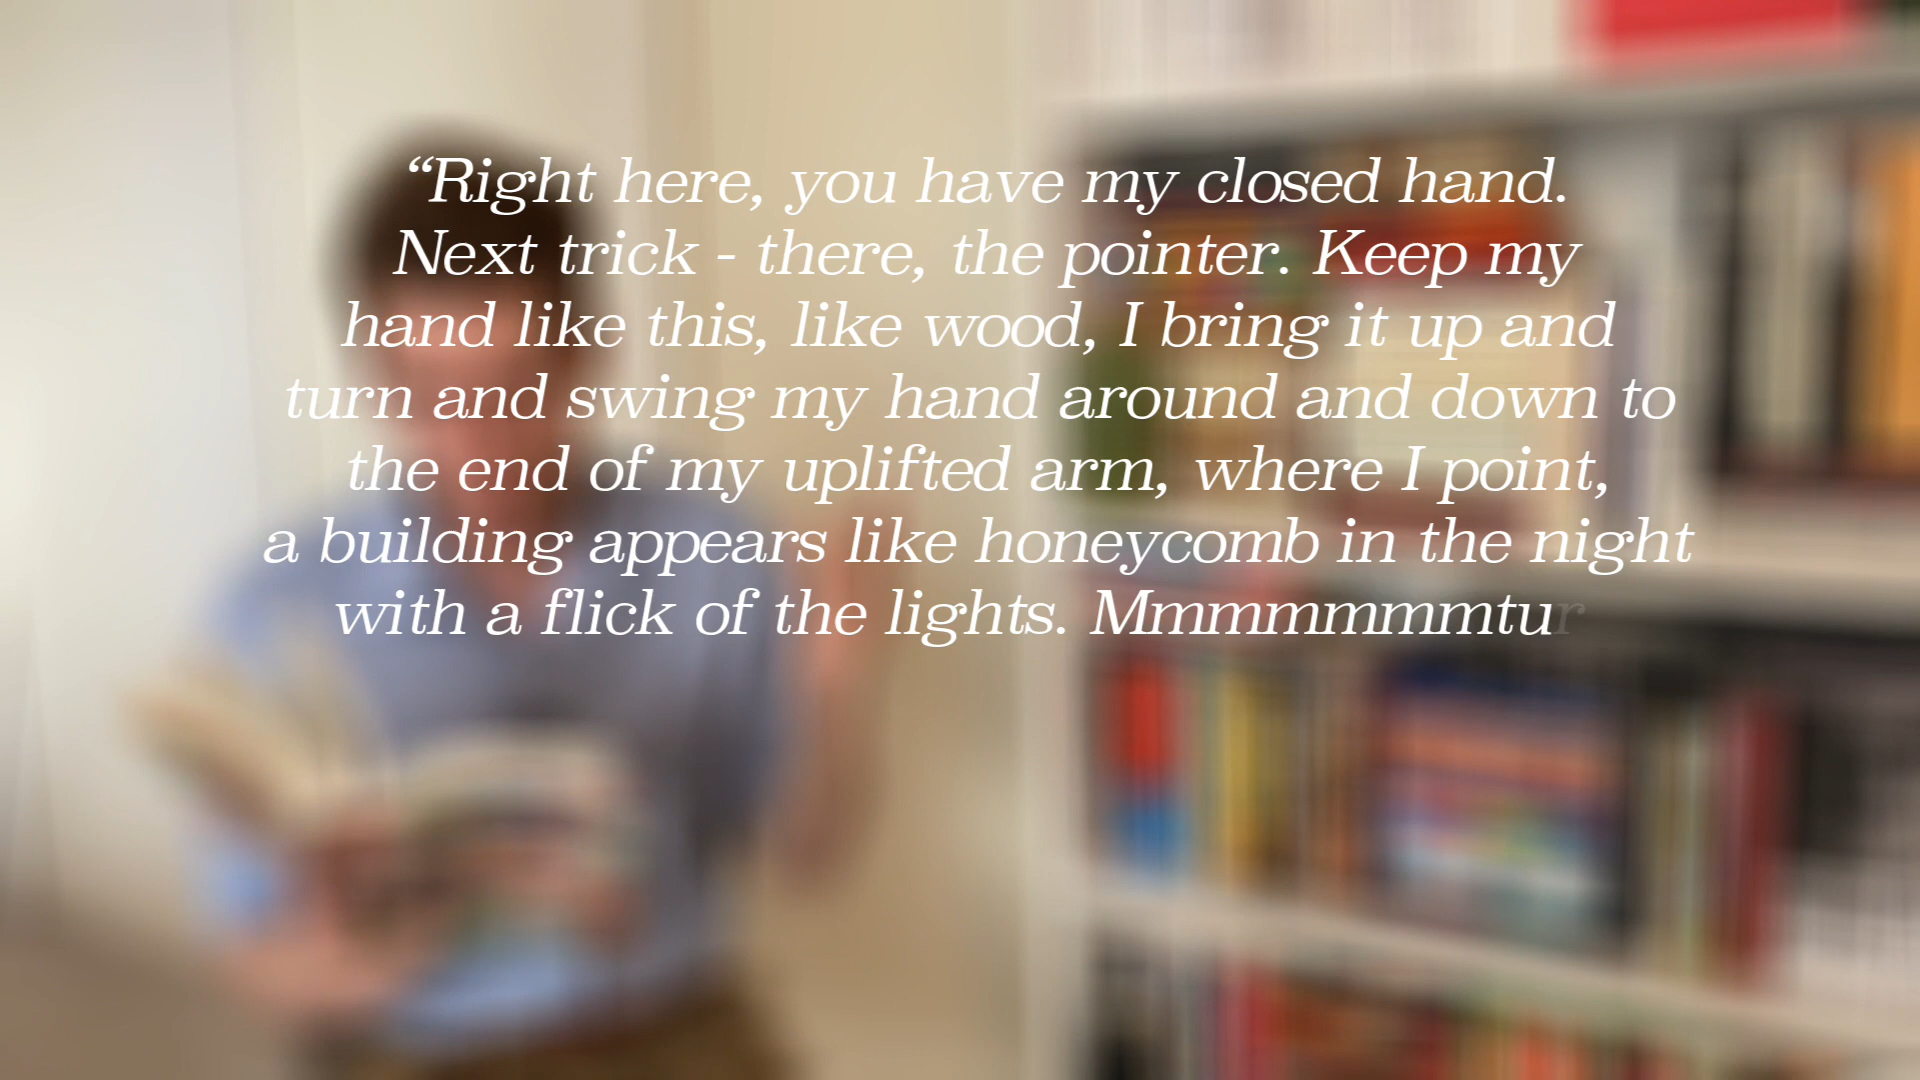 “Right here, you have my closed hand.
Next trick - there, the pointer. Keep my
hand like this, like wood, I bring it up and
turn and swing my hand around and down to
the end of my uplifted arm, where I point,
a building appears like honeycomb in the night
with a flick of the lights. Mmmmmmmtur